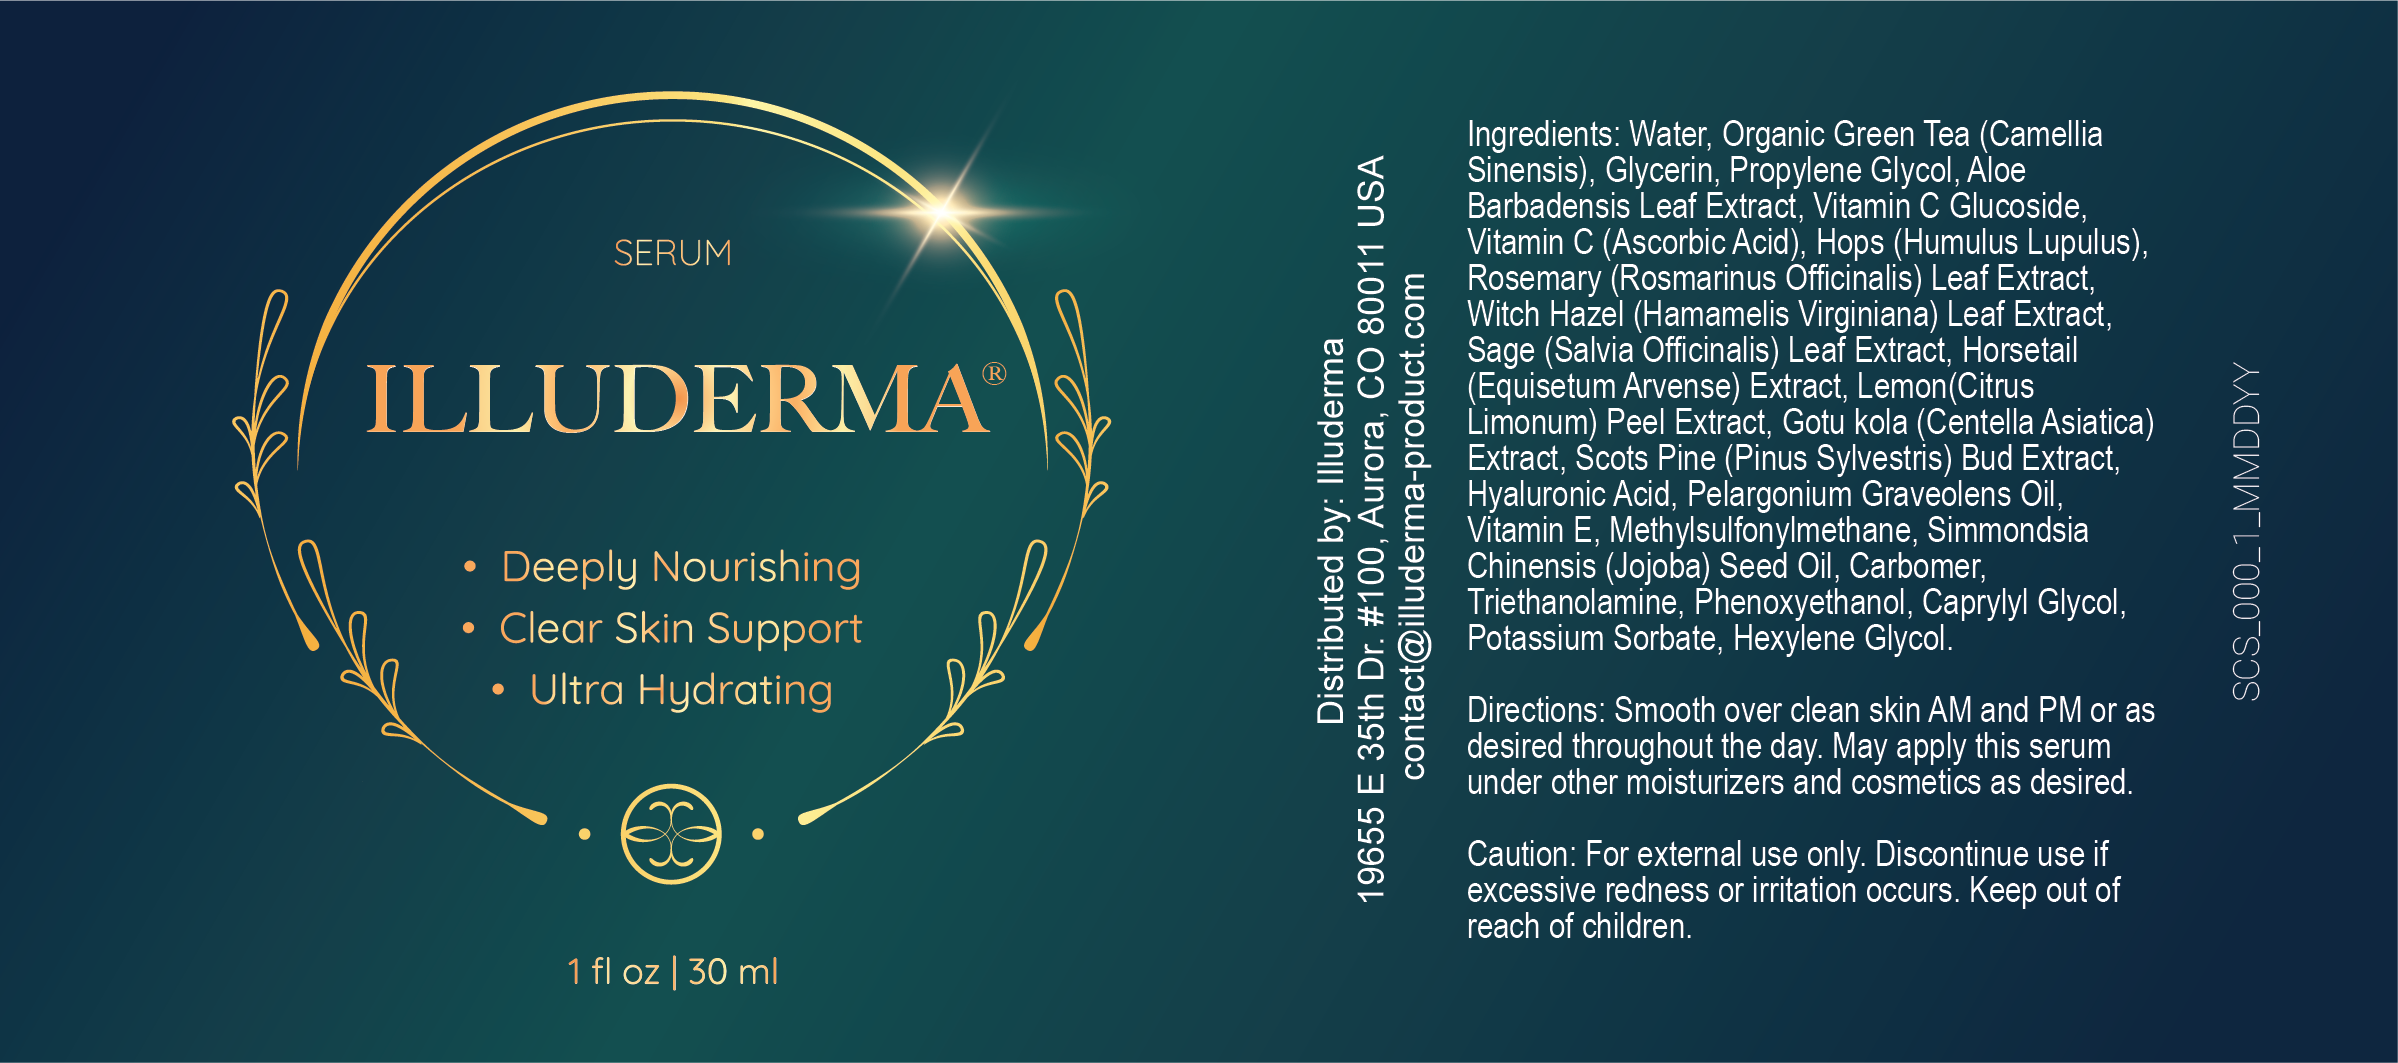 SERUM
ILLUDERMA®
• Deeply Nourishing
• Clear Skin Support
• Ultra Hydrating
1 fl oz | 30 ml
Distributed by: Illuderma
19655 E 35th Dr. #100, Aurora, CO 80011 USA
contact@illuderma-product.com
Ingredients: Water, Organic Green Tea (Camellia
Sinensis), Glycerin, Propylene Glycol, Aloe
Barbadensis Leaf Extract, Vitamin C Glucoside,
Vitamin C (Ascorbic Acid), Hops (Humulus Lupulus),
Rosemary (Rosmarinus Officinalis) Leaf Extract,
Witch Hazel (Hamamelis Virginiana) Leaf Extract,
Sage (Salvia Officinalis) Leaf Extract, Horsetail
(Equisetum Arvense) Extract, Lemon(Citrus
Limonum) Peel Extract, Gotu kola (Centella Asiatica)
Extract, Scots Pine (Pinus Sylvestris) Bud Extract,
Hyaluronic Acid, Pelargonium Graveolens Oil,
Vitamin E, Methylsulfonylmethane, Simmondsia
Chinensis (Jojoba) Seed Oil, Carbomer,
Triethanolamine, Phenoxyethanol, Caprylyl Glycol,
Potassium Sorbate, Hexylene Glycol.
Directions: Smooth over clean skin AM and PM or as
desired throughout the day. May apply this serum
under other moisturizers and cosmetics as desired.
Caution: For external use only. Discontinue use if
excessive redness or irritation occurs. Keep out of
reach of children.
SCS_000_1_MMDDYY